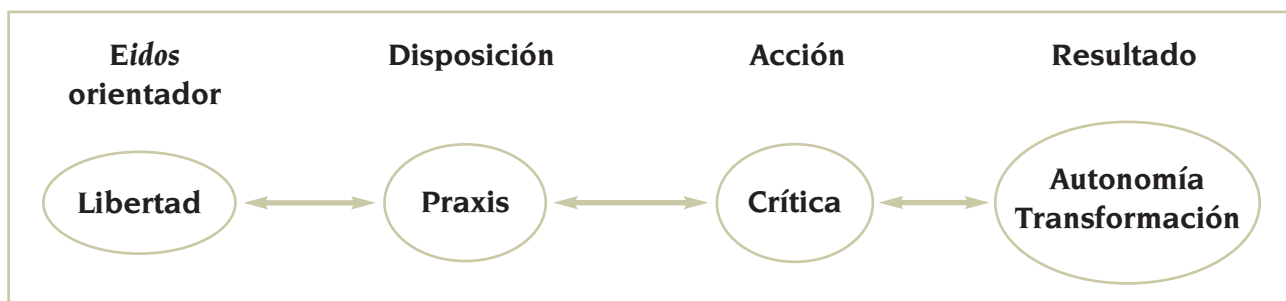 Eidos
orientador
Disposición
Acción
Resultado
Libertad
Praxis
Crítica
Autonomía
Transformación